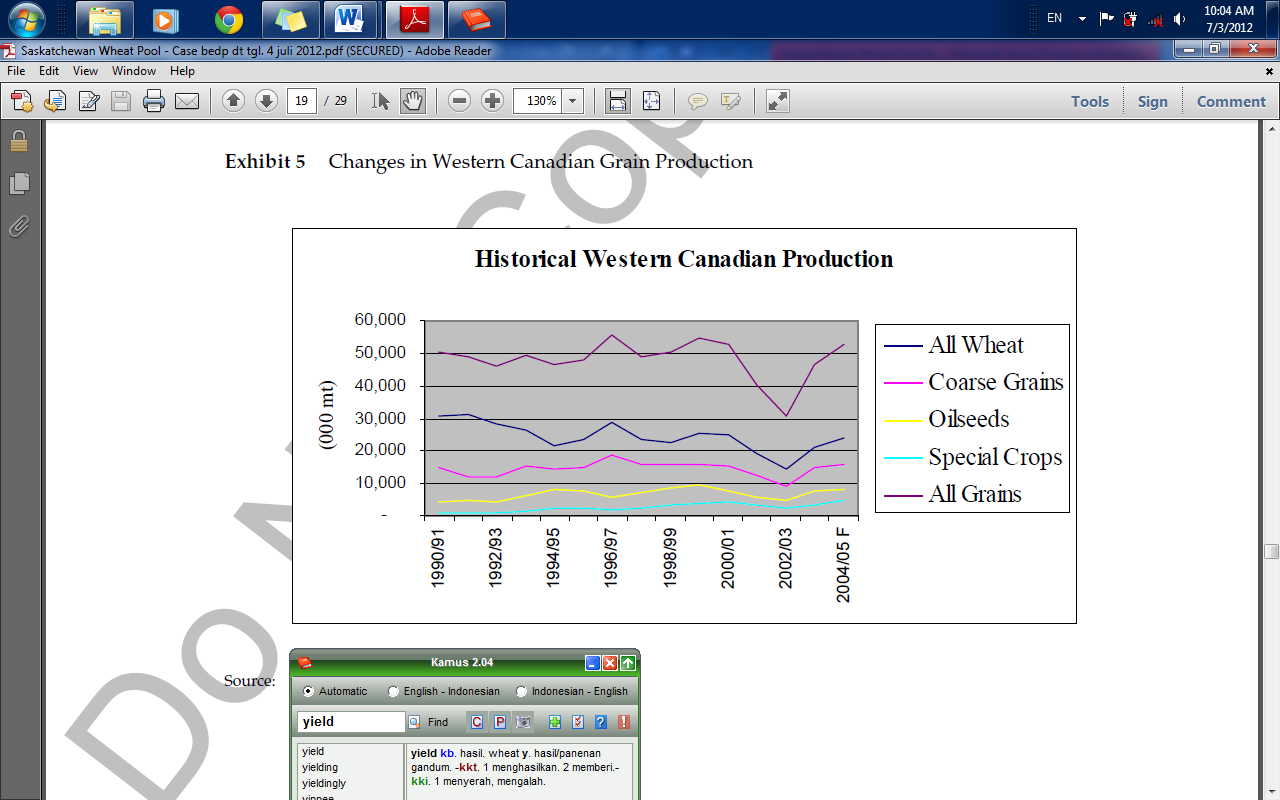 EN
10:04 AM
7/3/2012
Saskatchewan Wheat Pool - Case bedp dt tgl. 4 juli 2012.pdf (SECURED) - Adobe Reader
File Edit View Window Help
19 / 29
130%
Tools Sign Comment
Exhibit 5 Changes in Western Canadian Grain Production
Historical Western Canadian Production
60,000
50,000
40,000
30,000
20,000
10,000
-
(000 mt)
1990/91
1992/93
1994/95
1996/97
1998/99
2000/01
2002/03
2004/05 F
All Wheat
Coarse Grains
Oilseeds
Special Crops
All Grains
Do N
Cop
Source:
Kamus 2.04
Automatic English - Indonesian Indonesian - English
yield Find C P
yield
yielding
yieldingly
yippee
yield kb. hasil. wheat y. hasil/panenan
gandum. -kkt. 1 menghasilkan. 2 memberi.-
kki. 1 menyerah, mengalah.